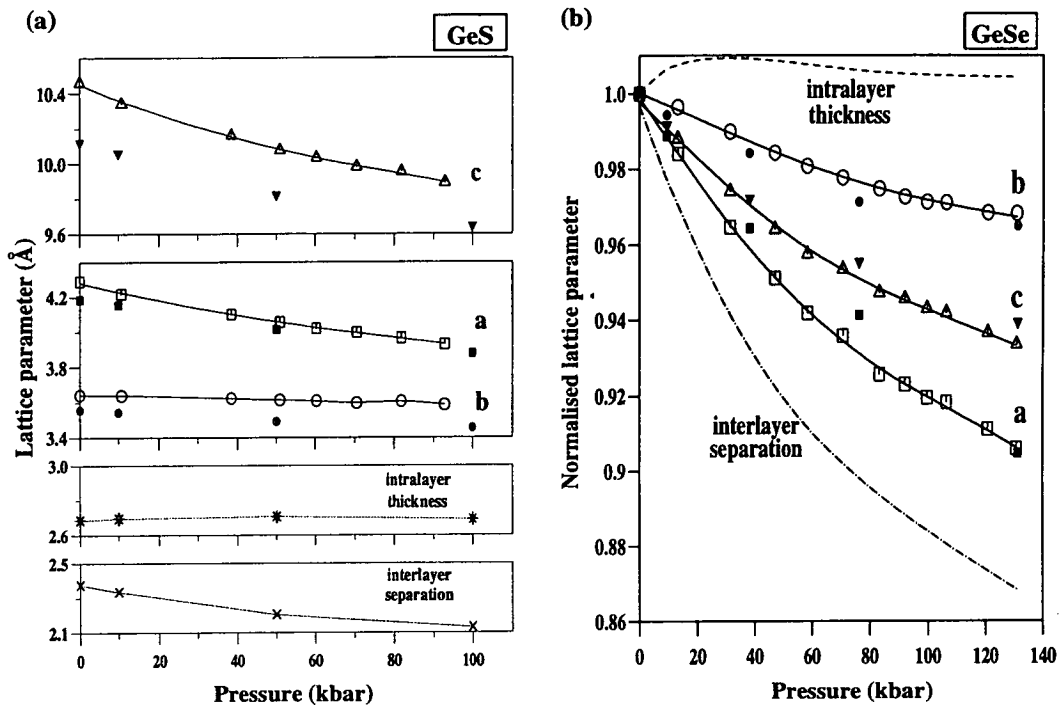 (a)
GeS
Lattice parameter (Å)
10.4
10.0
9.6
c
4.2
3.8
3.4
a
b
3.0
2.6
intralayer
thickness
2.5
2.1
interlayer
separation
0 20 40 60 80 100
Pressure (kbar)
(b)
GeSe
Normalised lattice parameter
1.0
0.98
0.96
0.94
0.92
0.9
0.88
0.86
intralayer
thickness
b
c
a
interlayer
separation
0 20 40 60 80 100 120 140
Pressure (kbar)